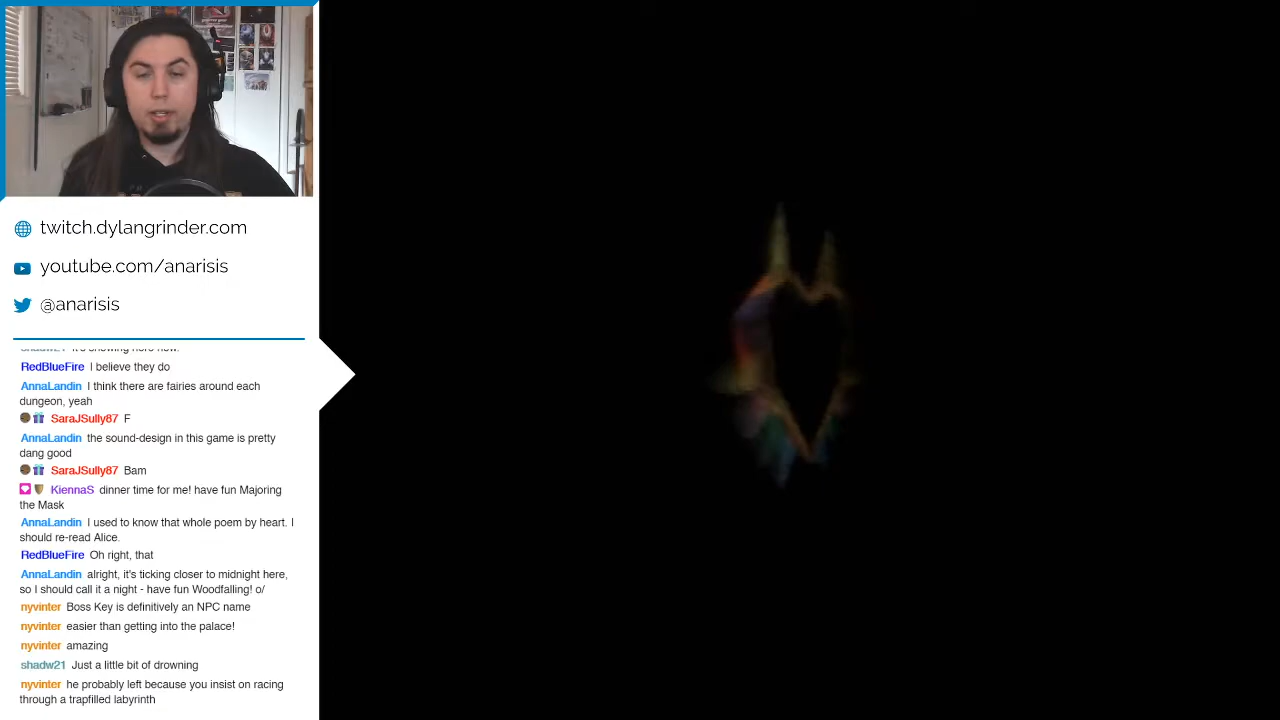 twitch.dylangrinder.com
youtube.com/anarisis
@anarisis
RedBlueFire I believe they do
AnnaLandin I think there are fairies around each
dungeon, yeah
SaraJSully87 F
AnnaLandin the sound-design in this game is pretty
dang good
SaraJSully87 Bam
KiennaS dinner time for me! have fun Majoring
the Mask
AnnaLandin I used to know that whole poem by heart. I
should re-read Alice.
RedBlueFire Oh right, that
AnnaLandin alright, it's ticking closer to midnight here,
so I should call it a night - have fun Woodfalling! o/
nyvinter Boss Key is definitively an NPC name
nyvinter easier than getting into the palace!
nyvinter amazing
shadw21 Just a little bit of drowning
nyvinter he probably left because you insist on racing
through a trapfilled labyrinth